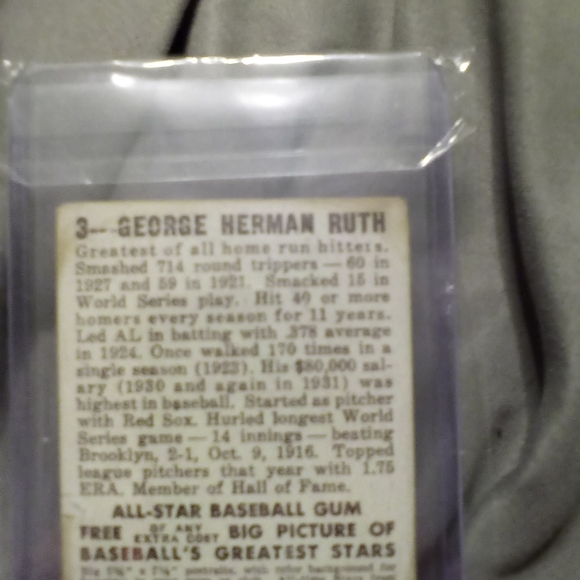 3-- GEORGE HERMAN RUTH
Greatest of all home run hitters.
Smashed 714 round trippers — 60 in
1927 and 59 in 1921. Smacked 15 in
World Series play. Hit 40 or more
homers every season for 11 years.
Led AL in batting with .378 average
in 1924. Once walked 170 times in a
single season (1923). His $80,000 sal-
ary (1930 and again in 1931) was
highest in baseball. Started as pitcher
with Red Sox. Hurled longest World
Series game — 14 innings — beating
Brooklyn, 2-1, Oct. 9, 1916. Topped
league pitchers that year with 1.75
ERA. Member of Hall of Fame.
ALL-STAR BASEBALL GUM
FREE OF ANY EXTRA COST BIG PICTURE OF
BASEBALL'S GREATEST STARS
portraits, with color background for